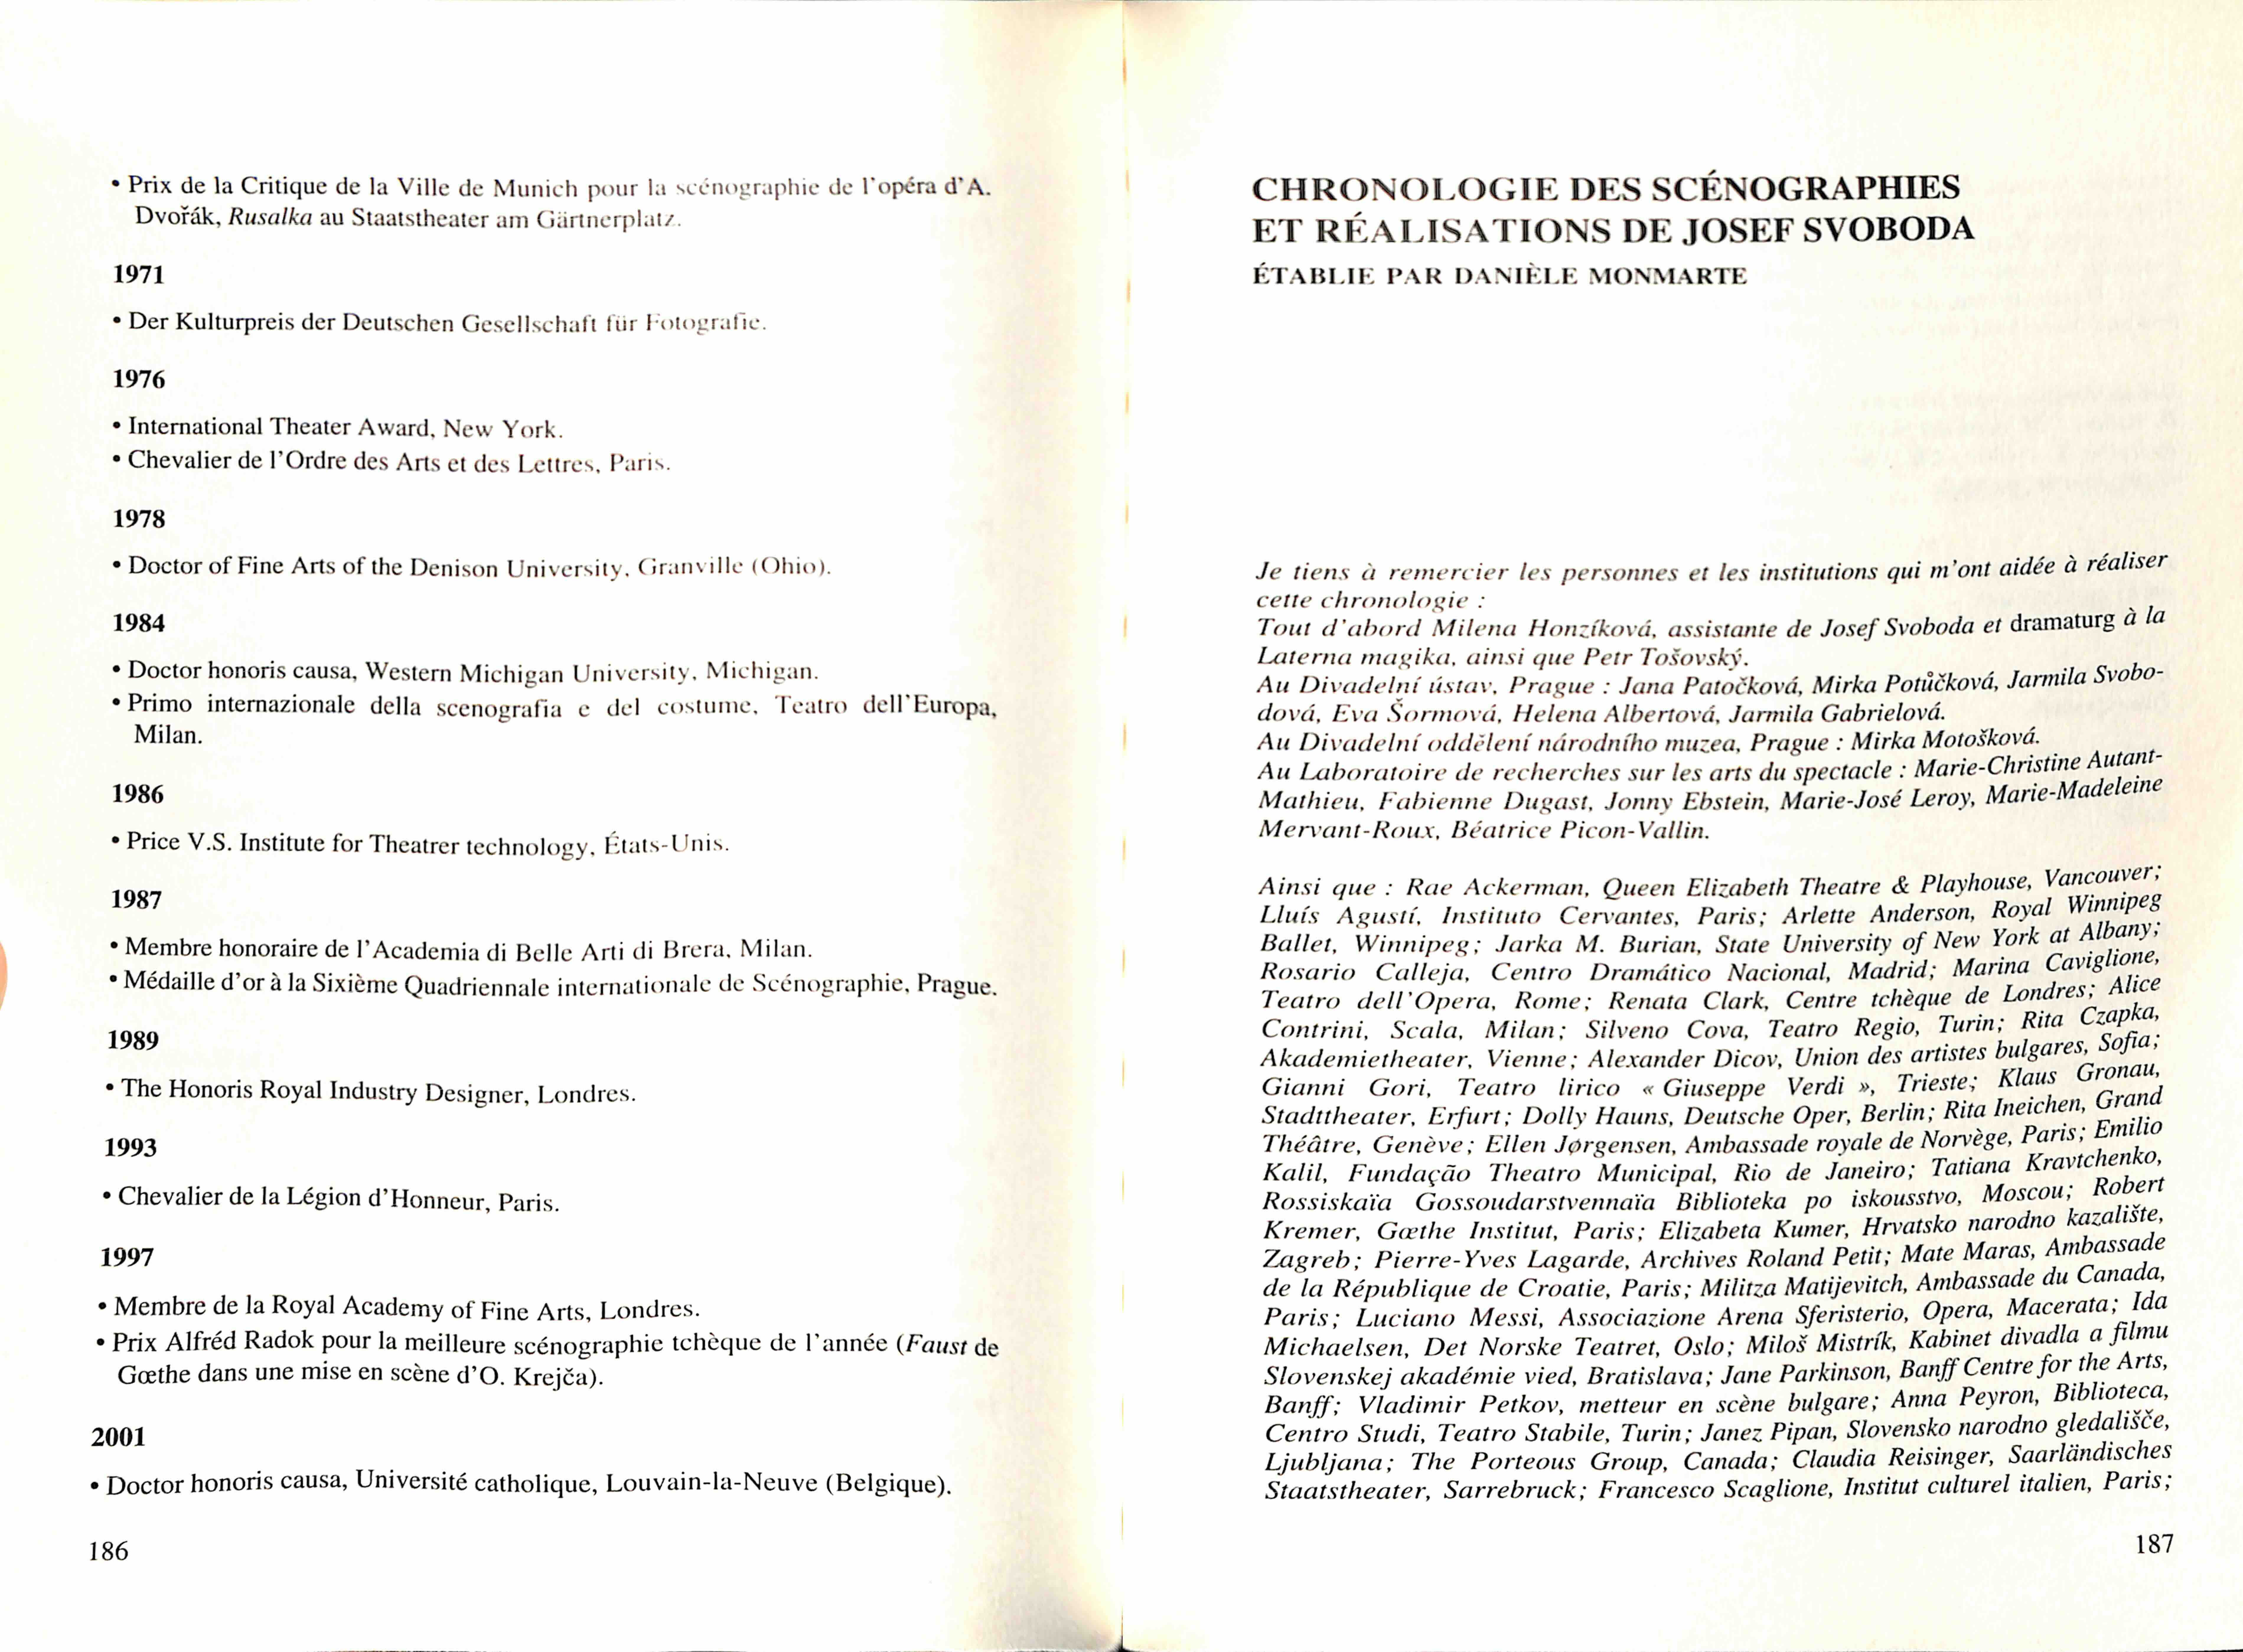 • Prix de la Critique de la Ville de Munich pour la scénographie de l'opéra d'A.
Dvořák, Rusalka au Staatstheater am Gärtnerplatz.
1971
• Der Kulturpreis der Deutschen Gesellschaft für Fotografie.
1976
• International Theater Award, New York.
• Chevalier de l'Ordre des Arts et des Lettres, Paris.
1978
• Doctor of Fine Arts of the Denison University, Granville (Ohio).
1984
• Doctor honoris causa, Western Michigan University, Michigan.
• Primo internazionale della scenografia e del costume, Teatro dell'Europa,
Milan.
1986
• Price V.S. Institute for Theatrer technology, États-Unis.
1987
• Membre honoraire de l'Academia di Belle Arti di Brera, Milan.
• Médaille d'or à la Sixième Quadriennale internationale de Scénographie, Prague.
1989
• The Honoris Royal Industry Designer, Londres.
1993
• Chevalier de la Légion d'Honneur, Paris.
1997
• Membre de la Royal Academy of Fine Arts, Londres.
• Prix Alfréd Radok pour la meilleure scénographie tchèque de l'année (Faust de
Gœthe dans une mise en scène d'O. Krejča).
2001
• Doctor honoris causa, Université catholique, Louvain-la-Neuve (Belgique).
186
CHRONOLOGIE DES SCÉNOGRAPHIES
ET RÉALISATIONS DE JOSEF SVOBODA
ÉTABLIE PAR DANIÈLE MONMARTE
Je tiens à remercier les personnes et les institutions qui m'ont aidée à réaliser
cette chronologie :
Tout d'abord Milena Honzíková, assistante de Josef Svoboda et dramaturg à la
Laterna magika, ainsi que Petr Tošovský.
Au Divadelní ústav, Prague : Jana Patočková, Mirka Potůčková, Jarmila Svobo-
dová, Eva Šormová, Helena Albertová, Jarmila Gabrielová.
Au Divadelní oddělení národního muzea, Prague : Mirka Motošková.
Au Laboratoire de recherches sur les arts du spectacle : Marie-Christine Autant-
Mathieu, Fabienne Dugast, Jonny Ebstein, Marie-José Leroy, Marie-Madeleine
Mervant-Roux, Béatrice Picon-Vallin.
Ainsi que : Rae Ackerman, Queen Elizabeth Theatre & Playhouse, Vancouver;
Lluís Agustí, Instituto Cervantes, Paris; Arlette Anderson, Royal Winnipeg
Ballet, Winnipeg; Jarka M. Burian, State University of New York at Albany;
Rosario Calleja, Centro Dramático Nacional, Madrid; Marina Caviglione,
Teatro dell'Opera, Rome; Renata Clark, Centre tchèque de Londres; Alice
Contrini, Scala, Milan; Silveno Cova, Teatro Regio, Turin; Rita Czapka,
Akademietheater, Vienne; Alexander Dicov, Union des artistes bulgares, Sofia;
Gianni Gori, Teatro lirico « Giuseppe Verdi », Trieste; Klaus Gronau,
Stadttheater, Erfurt; Dolly Hauns, Deutsche Oper, Berlin; Rita Ineichen, Grand
Théâtre, Genève; Ellen Jørgensen, Ambassade royale de Norvège, Paris; Emilio
Kalil, Fundação Theatro Municipal, Rio de Janeiro; Tatiana Kravtchenko,
Rossiskaïa Gossoudarstvennaïa Biblioteka po iskousstvo, Moscou; Robert
Kremer, Gœthe Institut, Paris; Elizabeta Kumer, Hrvatsko narodno kazalište,
Zagreb; Pierre-Yves Lagarde, Archives Roland Petit; Mate Maras, Ambassade
de la République de Croatie, Paris; Militza Matijevitch, Ambassade du Canada,
Paris; Luciano Messi, Associazione Arena Sferisterio, Opera, Macerata; Ida
Michaelsen, Det Norske Teatret, Oslo; Miloš Mistrík, Kabinet divadla a filmu
Slovenskej akadémie vied, Bratislava; Jane Parkinson, Banff Centre for the Arts,
Banff; Vladimir Petkov, metteur en scène bulgare; Anna Peyron, Biblioteca,
Centro Studi, Teatro Stabile, Turin; Janez Pipan, Slovensko narodno gledališče,
Ljubljana; The Porteous Group, Canada; Claudia Reisinger, Saarländisches
Staatstheater, Sarrebruck; Francesco Scaglione, Institut culturel italien, Paris;
187